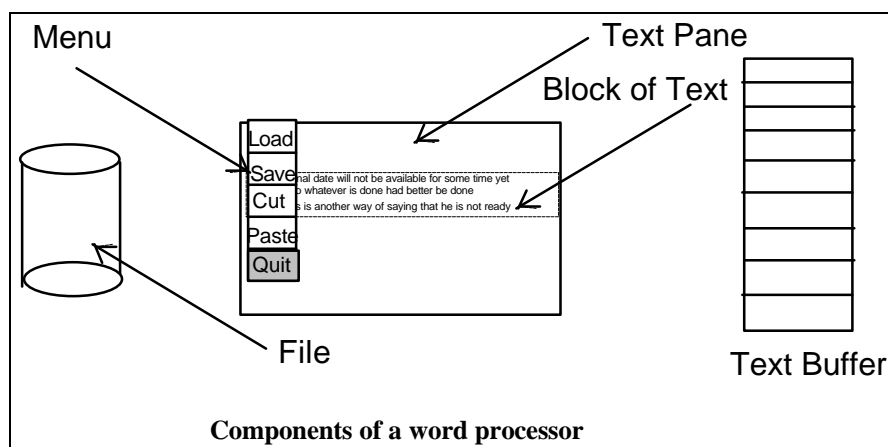 Menu
Text Pane
Block of Text
Load
Save
nal date will not be available for some time yet
whatever is done had better be done
Cut
s is another way of saying that he is not ready
Paste
Quit
File
Text Buffer
Components of a word processor